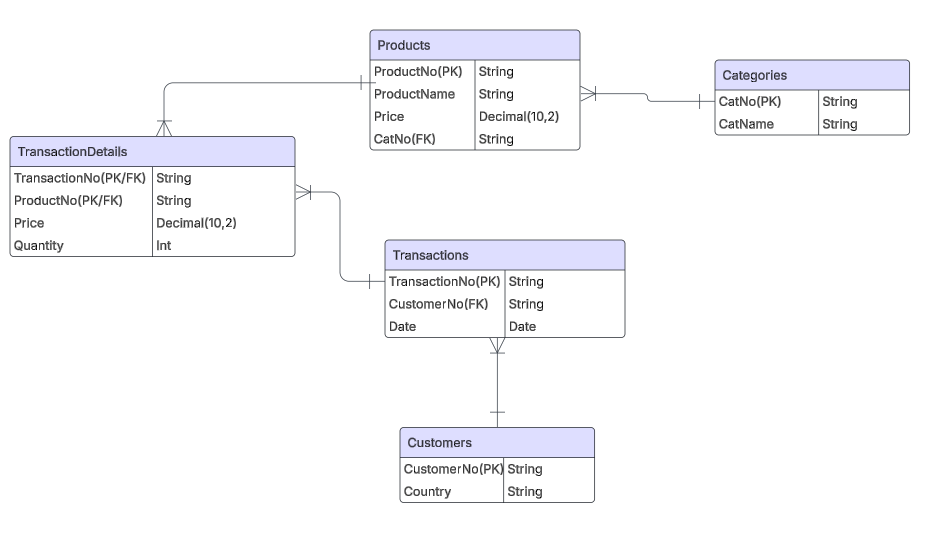 Products
ProductNo(PK) String
ProductName String
Price Decimal(10,2)
CatNo(FK) String
Categories
CatNo(PK) String
CatName String
TransactionDetails
TransactionNo(PK/FK) String
ProductNo(PK/FK) String
Price Decimal(10,2)
Quantity Int
Transactions
TransactionNo(PK) String
CustomerNo(FK) String
Date Date
Customers
CustomerNo(PK) String
Country String